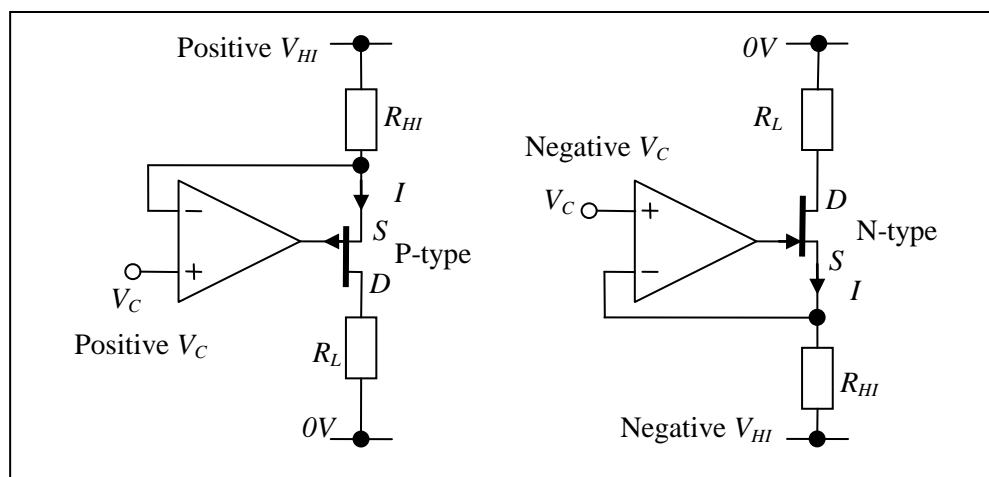 Positive V_HI
R_HI
−
I
S
P-type
+
V_C
D
Positive V_C
R_L
0V
0V
R_L
Negative V_C
V_C
+
D
N-type
−
S
I
R_HI
Negative V_HI